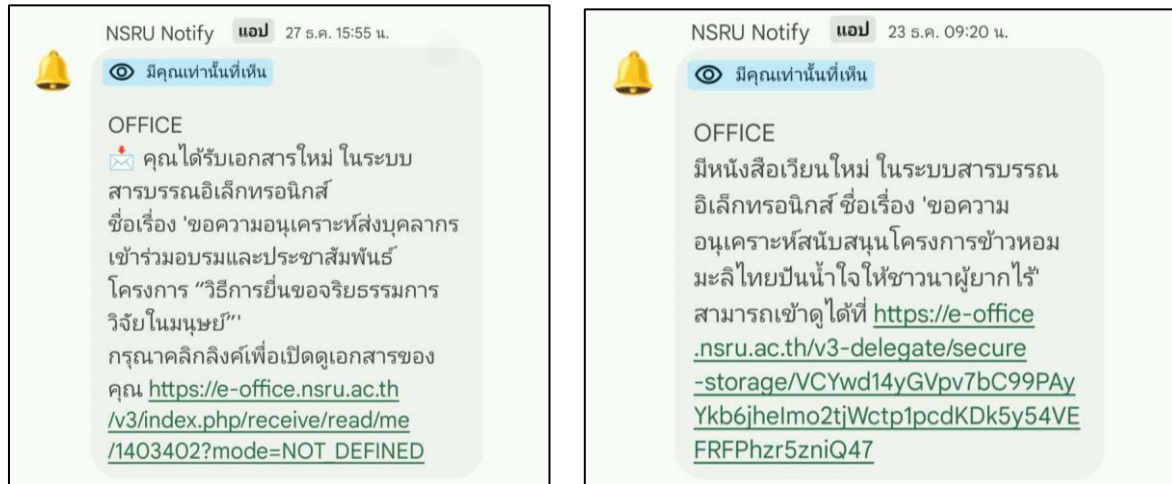 NSRU Notify แอป 27 ธ.ค. 15:55 น.
มีคุณเท่านั้นที่เห็น
OFFICE
📩 คุณได้รับเอกสารใหม่ ในระบบ
สารบรรณอิเล็กทรอนิกส์
ชื่อเรื่อง 'ขอความอนุเคราะห์ส่งบุคลากร
เข้าร่วมอบรมและประชาสัมพันธ์
โครงการ “วิธีการยื่นขอจริยธรรมการ
วิจัยในมนุษย์”'
กรุณาคลิกลิงค์เพื่อเปิดดูเอกสารของ
คุณ https://e-office.nsru.ac.th
/v3/index.php/receive/read/me
/1403402?mode=NOT_DEFINED
NSRU Notify แอป 23 ธ.ค. 09:20 น.
มีคุณเท่านั้นที่เห็น
OFFICE
มีหนังสือเวียนใหม่ ในระบบสารบรรณ
อิเล็กทรอนิกส์ ชื่อเรื่อง 'ขอความ
อนุเคราะห์สนับสนุนโครงการข้าวหอม
มะลิไทยปันน้ำใจให้ชาวนาผู้ยากไร้'
สามารถเข้าดูได้ที่ https://e-office
.nsru.ac.th/v3-delegate/secure
-storage/VCYwd14yGVpv7bC99PAy
Ykb6jheImo2tjWctp1pcdKDk5y54VE
FRFPhzr5zniQ47